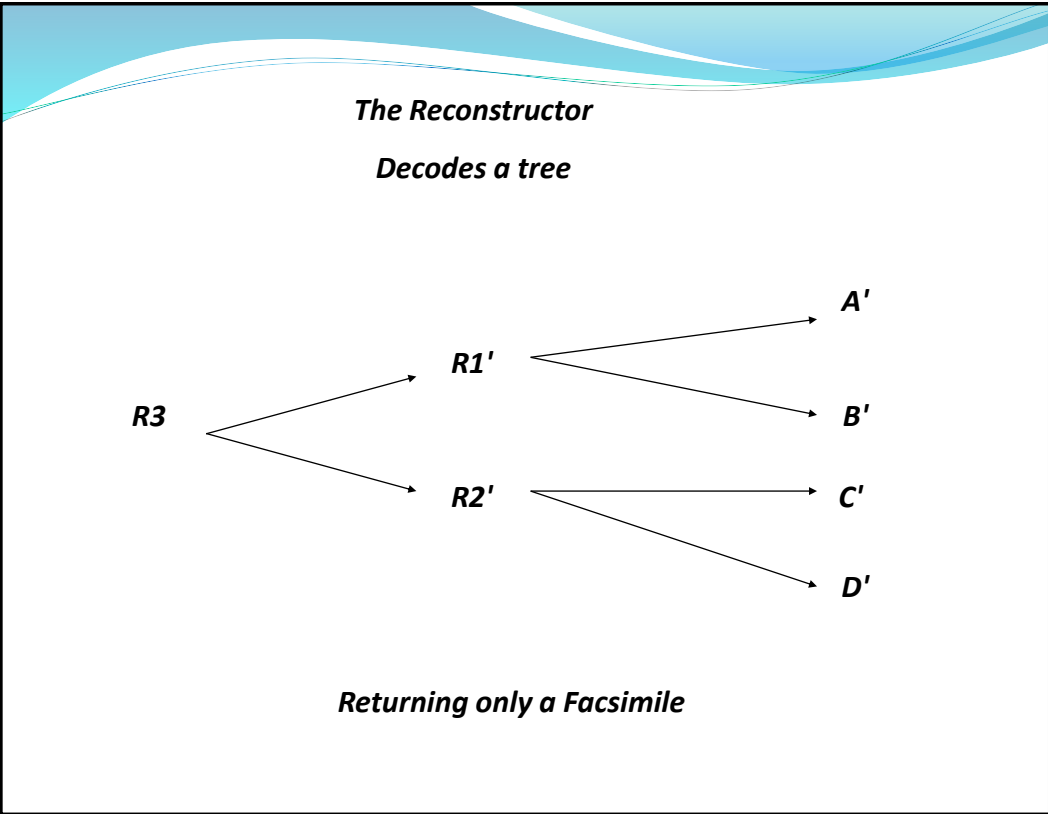 The Reconstructor
Decodes a tree
A'
R1'
R3
B'
R2'
C'
D'
Returning only a Facsimile